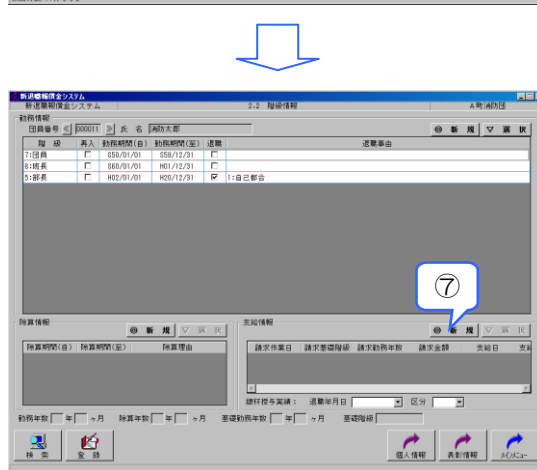 新退職報償金システム
新退職報償金システム 2.2 階級情報 A町消防団
勤務情報
団員番号 000011 氏 名 消防太郎 ◎ 新 規 ▽ 選 択
階 級 再入 勤務期間(自) 勤務期間(至) 退職 退職事由
7:団員 S50/01/01 S59/12/31
6:班長 S60/01/01 H01/12/31
5:部長 H02/01/01 H20/12/31 1:自己都合
⑦
除算情報 ◎ 新 規 ▽ 選 択
除算期間(自) 除算期間(至) 除算理由
支給情報 ◎ 新 規 ▽ 選 択
請求作業日 請求基礎階級 請求勤務年数 請求金額 支給日 支給
銀杯授与実績: 退職年月日 区分
勤務年数 年 ヶ月 除算年数 年 ヶ月 基礎勤務年数 年 ヶ月 基礎階級
検 索 登 録 個人情報 表彰情報 メインメニュー